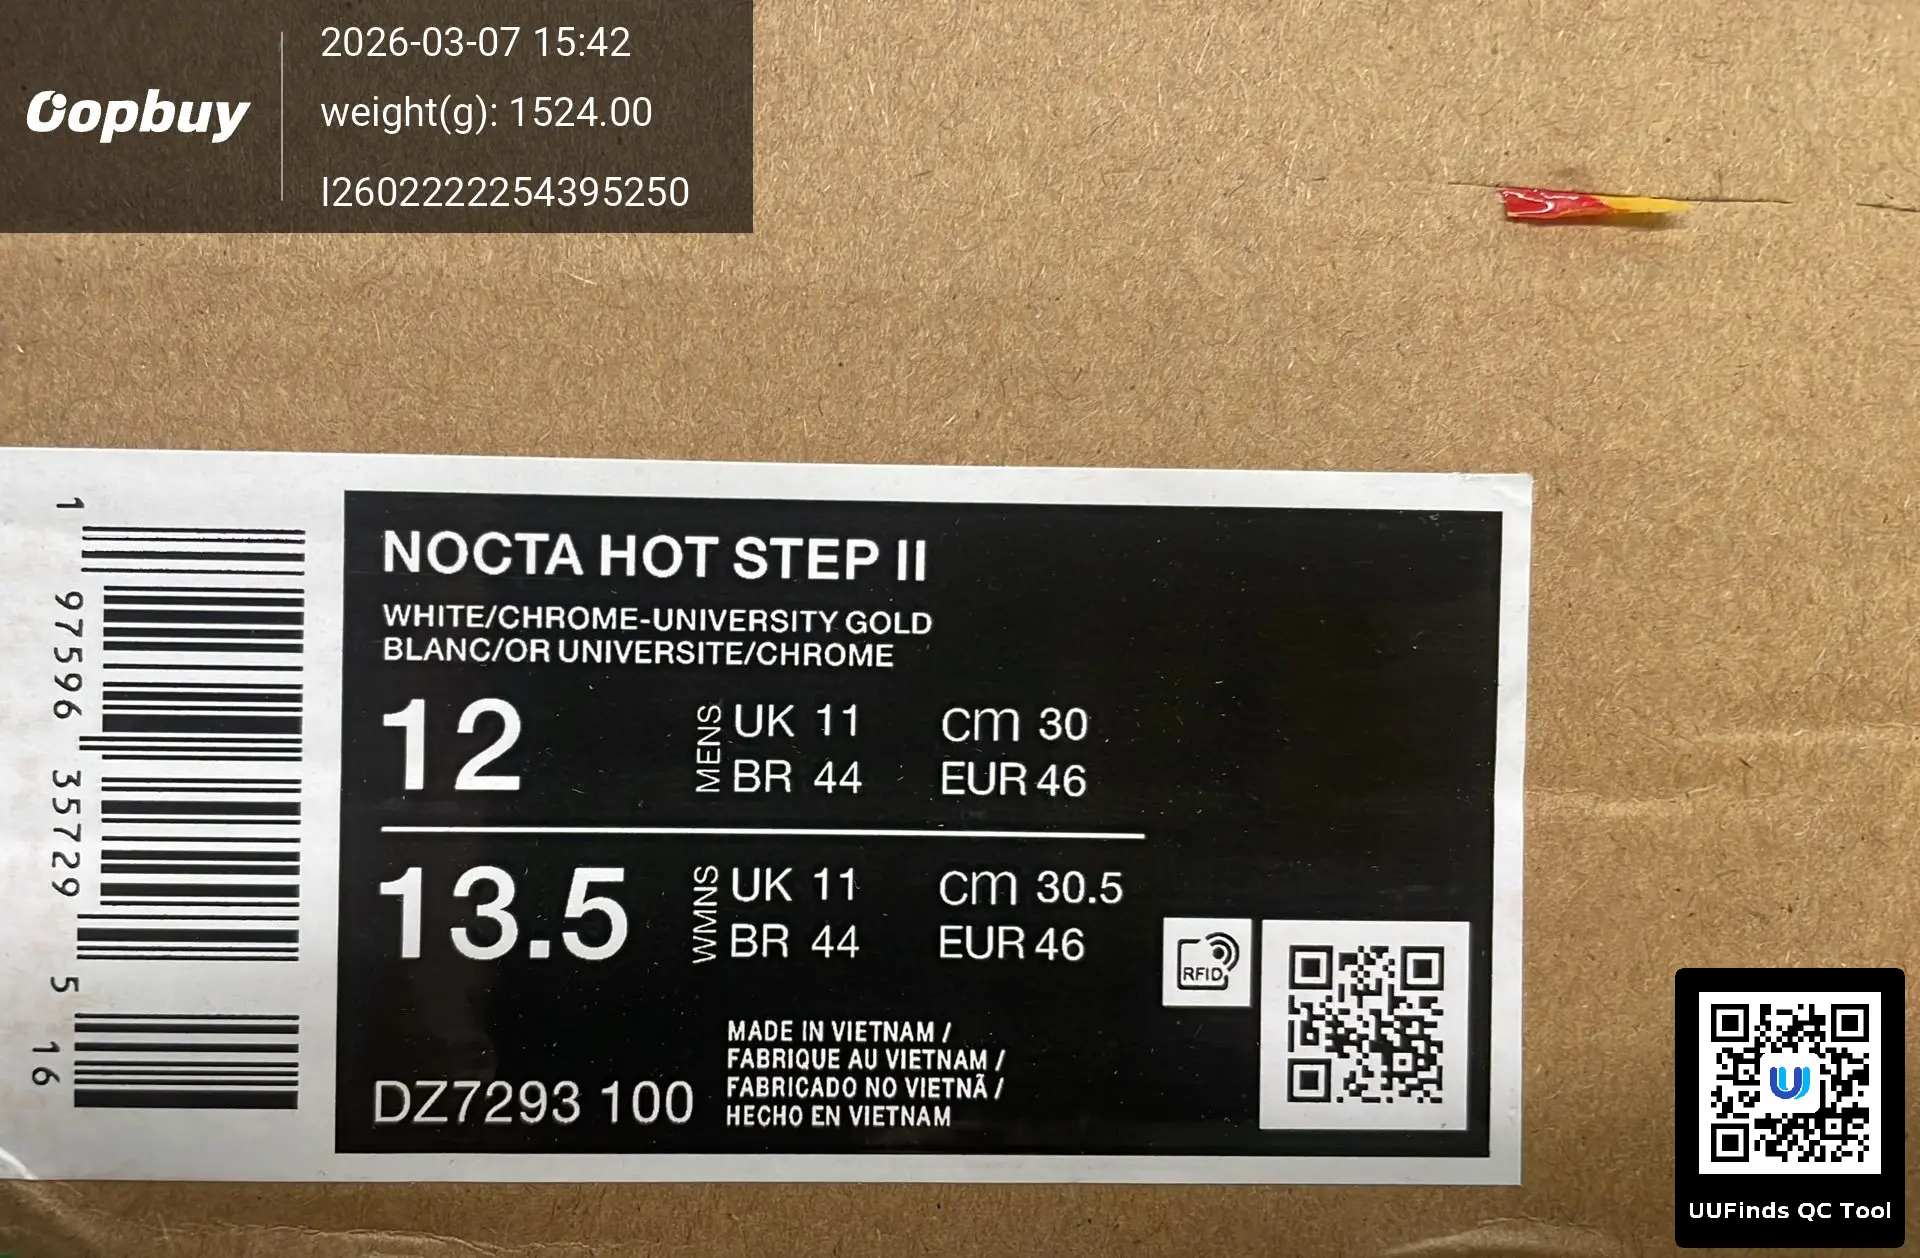 Oopbuy
2026-03-07 15:42
weight(g): 1524.00
I2602222254395250
1 97596 35729 5 16
NOCTA HOT STEP II
WHITE/CHROME-UNIVERSITY GOLD
BLANC/OR UNIVERSITE/CHROME
12 MENS UK 11 cm 30
BR 44 EUR 46
13.5 WMNS UK 11 cm 30.5
BR 44 EUR 46
RFID
MADE IN VIETNAM /
FABRIQUE AU VIETNAM /
FABRICADO NO VIETNÃ /
HECHO EN VIETNAM
DZ7293 100
UUFinds QC Tool